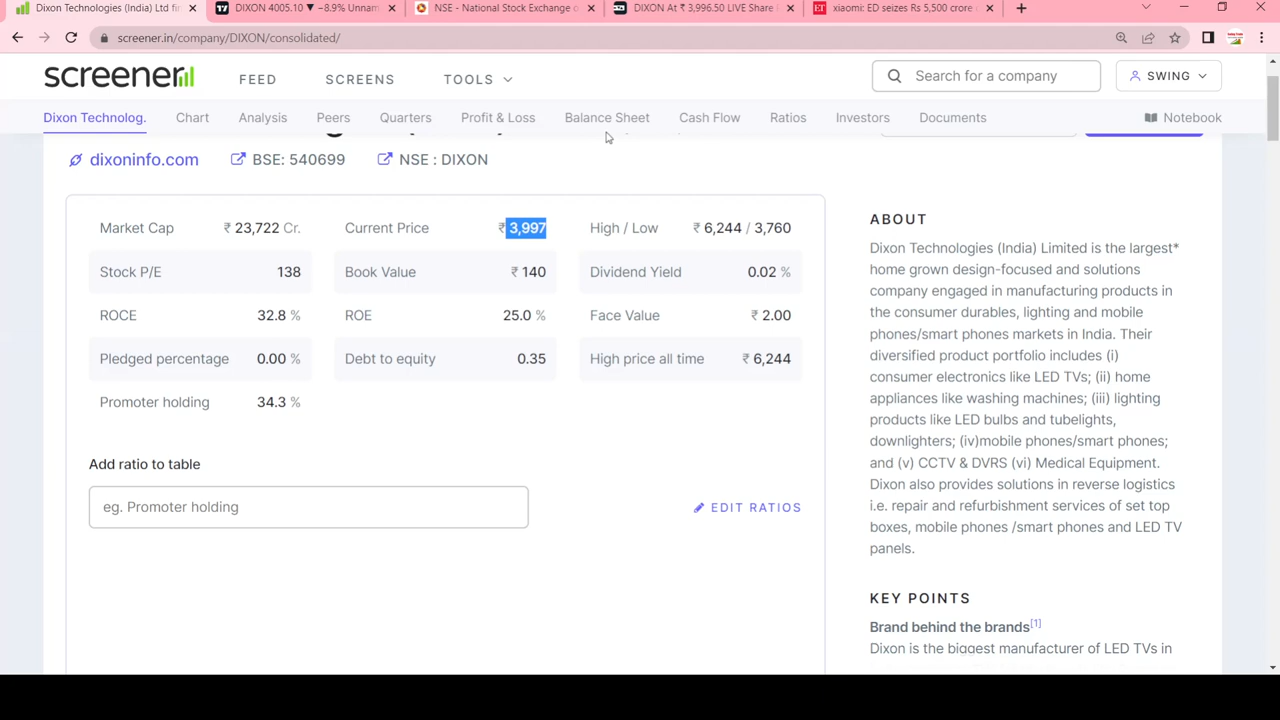 Dixon Technologies (India) Ltd fin
DIXON 4005.10 ▼ −8.9% Unnam
NSE - National Stock Exchange o
DIXON At ₹ 3,996.50 LIVE Share
xiaomi: ED seizes Rs 5,500 crore c
screener.in/company/DIXON/consolidated/
screener
FEED
SCREENS
TOOLS
Search for a company
SWING
Dixon Technolog.
Chart
Analysis
Peers
Quarters
Profit & Loss
Balance Sheet
Cash Flow
Ratios
Investors
Documents
Notebook
dixoninfo.com
BSE: 540699
NSE : DIXON
Market Cap ₹ 23,722 Cr.
Current Price ₹ 3,997
High / Low ₹ 6,244 / 3,760
Stock P/E 138
Book Value ₹ 140
Dividend Yield 0.02 %
ROCE 32.8 %
ROE 25.0 %
Face Value ₹ 2.00
Pledged percentage 0.00 %
Debt to equity 0.35
High price all time ₹ 6,244
Promoter holding 34.3 %
Add ratio to table
eg. Promoter holding
EDIT RATIOS
ABOUT
Dixon Technologies (India) Limited is the largest*
home grown design-focused and solutions
company engaged in manufacturing products in
the consumer durables, lighting and mobile
phones/smart phones markets in India. Their
diversified product portfolio includes (i)
consumer electronics like LED TVs; (ii) home
appliances like washing machines; (iii) lighting
products like LED bulbs and tubelights,
downlighters; (iv)mobile phones/smart phones;
and (v) CCTV & DVRS (vi) Medical Equipment.
Dixon also provides solutions in reverse logistics
i.e. repair and refurbishment services of set top
boxes, mobile phones /smart phones and LED TV
panels.
KEY POINTS
Brand behind the brands[1]
Dixon is the biggest manufacturer of LED TVs in